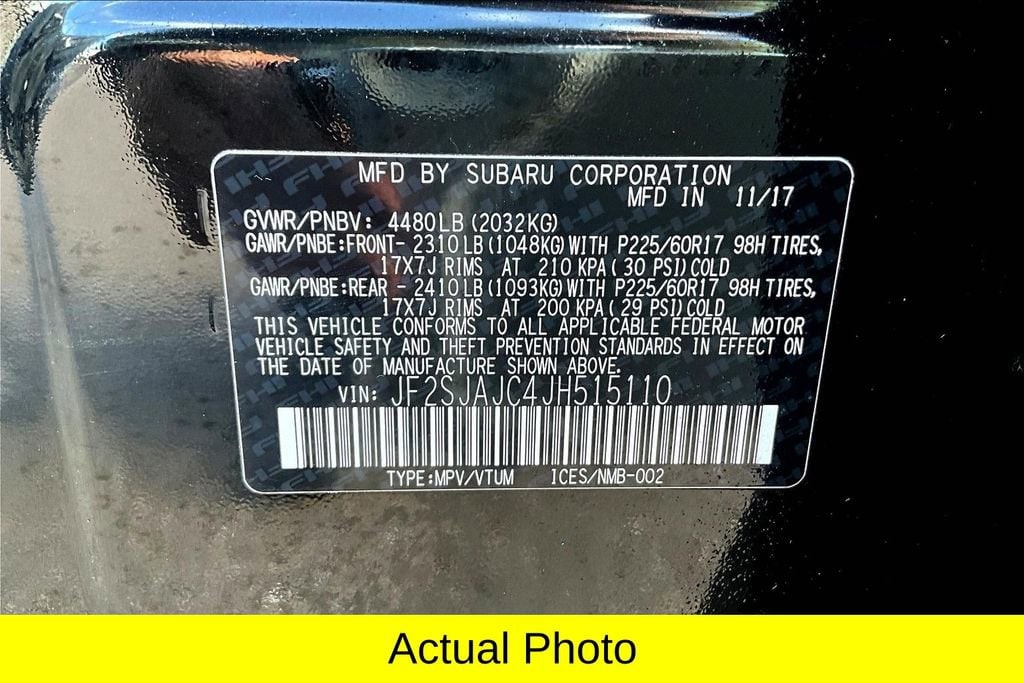 MFD BY SUBARU CORPORATION
MFD IN 11/17
GVWR/PNBV: 4480LB (2032KG)
GAWR/PNBE:FRONT- 2310LB (1048KG) WITH P225/60R17 98H TIRES,
17X7J RIMS AT 210 KPA (30 PSI) COLD
GAWR/PNBE:REAR - 2410LB (1093KG) WITH P225/60R17 98H TIRES,
17X7J RIMS AT 200 KPA (29 PSI) COLD
THIS VEHICLE CONFORMS TO ALL APPLICABLE FEDERAL MOTOR
VEHICLE SAFETY AND THEFT PREVENTION STANDARDS IN EFFECT ON
THE DATE OF MANUFACTURE SHOWN ABOVE.
VIN: JF2SJAJC4JH515110
TYPE:MPV/VTUM ICES/NMB-002
Actual Photo